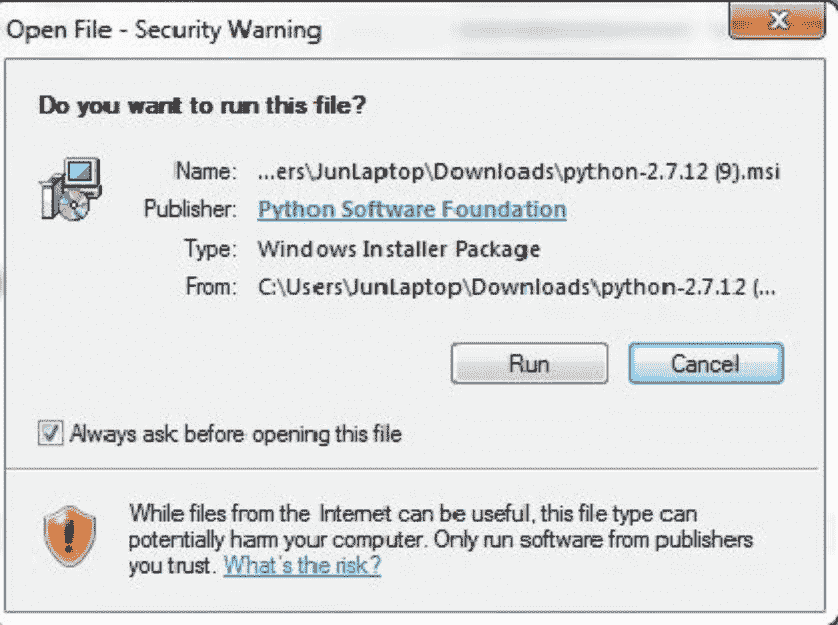 Open File - Security Warning
Do you want to run this file?
Name: ...ers\JunLaptop\Downloads\python-2.7.12 (9).msi
Publisher: Python Software Foundation
Type: Windows Installer Package
From: C:\Users\JunLaptop\Downloads\python-2.7.12 (...
Run Cancel
Always ask before opening this file
While files from the Internet can be useful, this file type can
potentially harm your computer. Only run software from publishers
you trust. What's the risk?